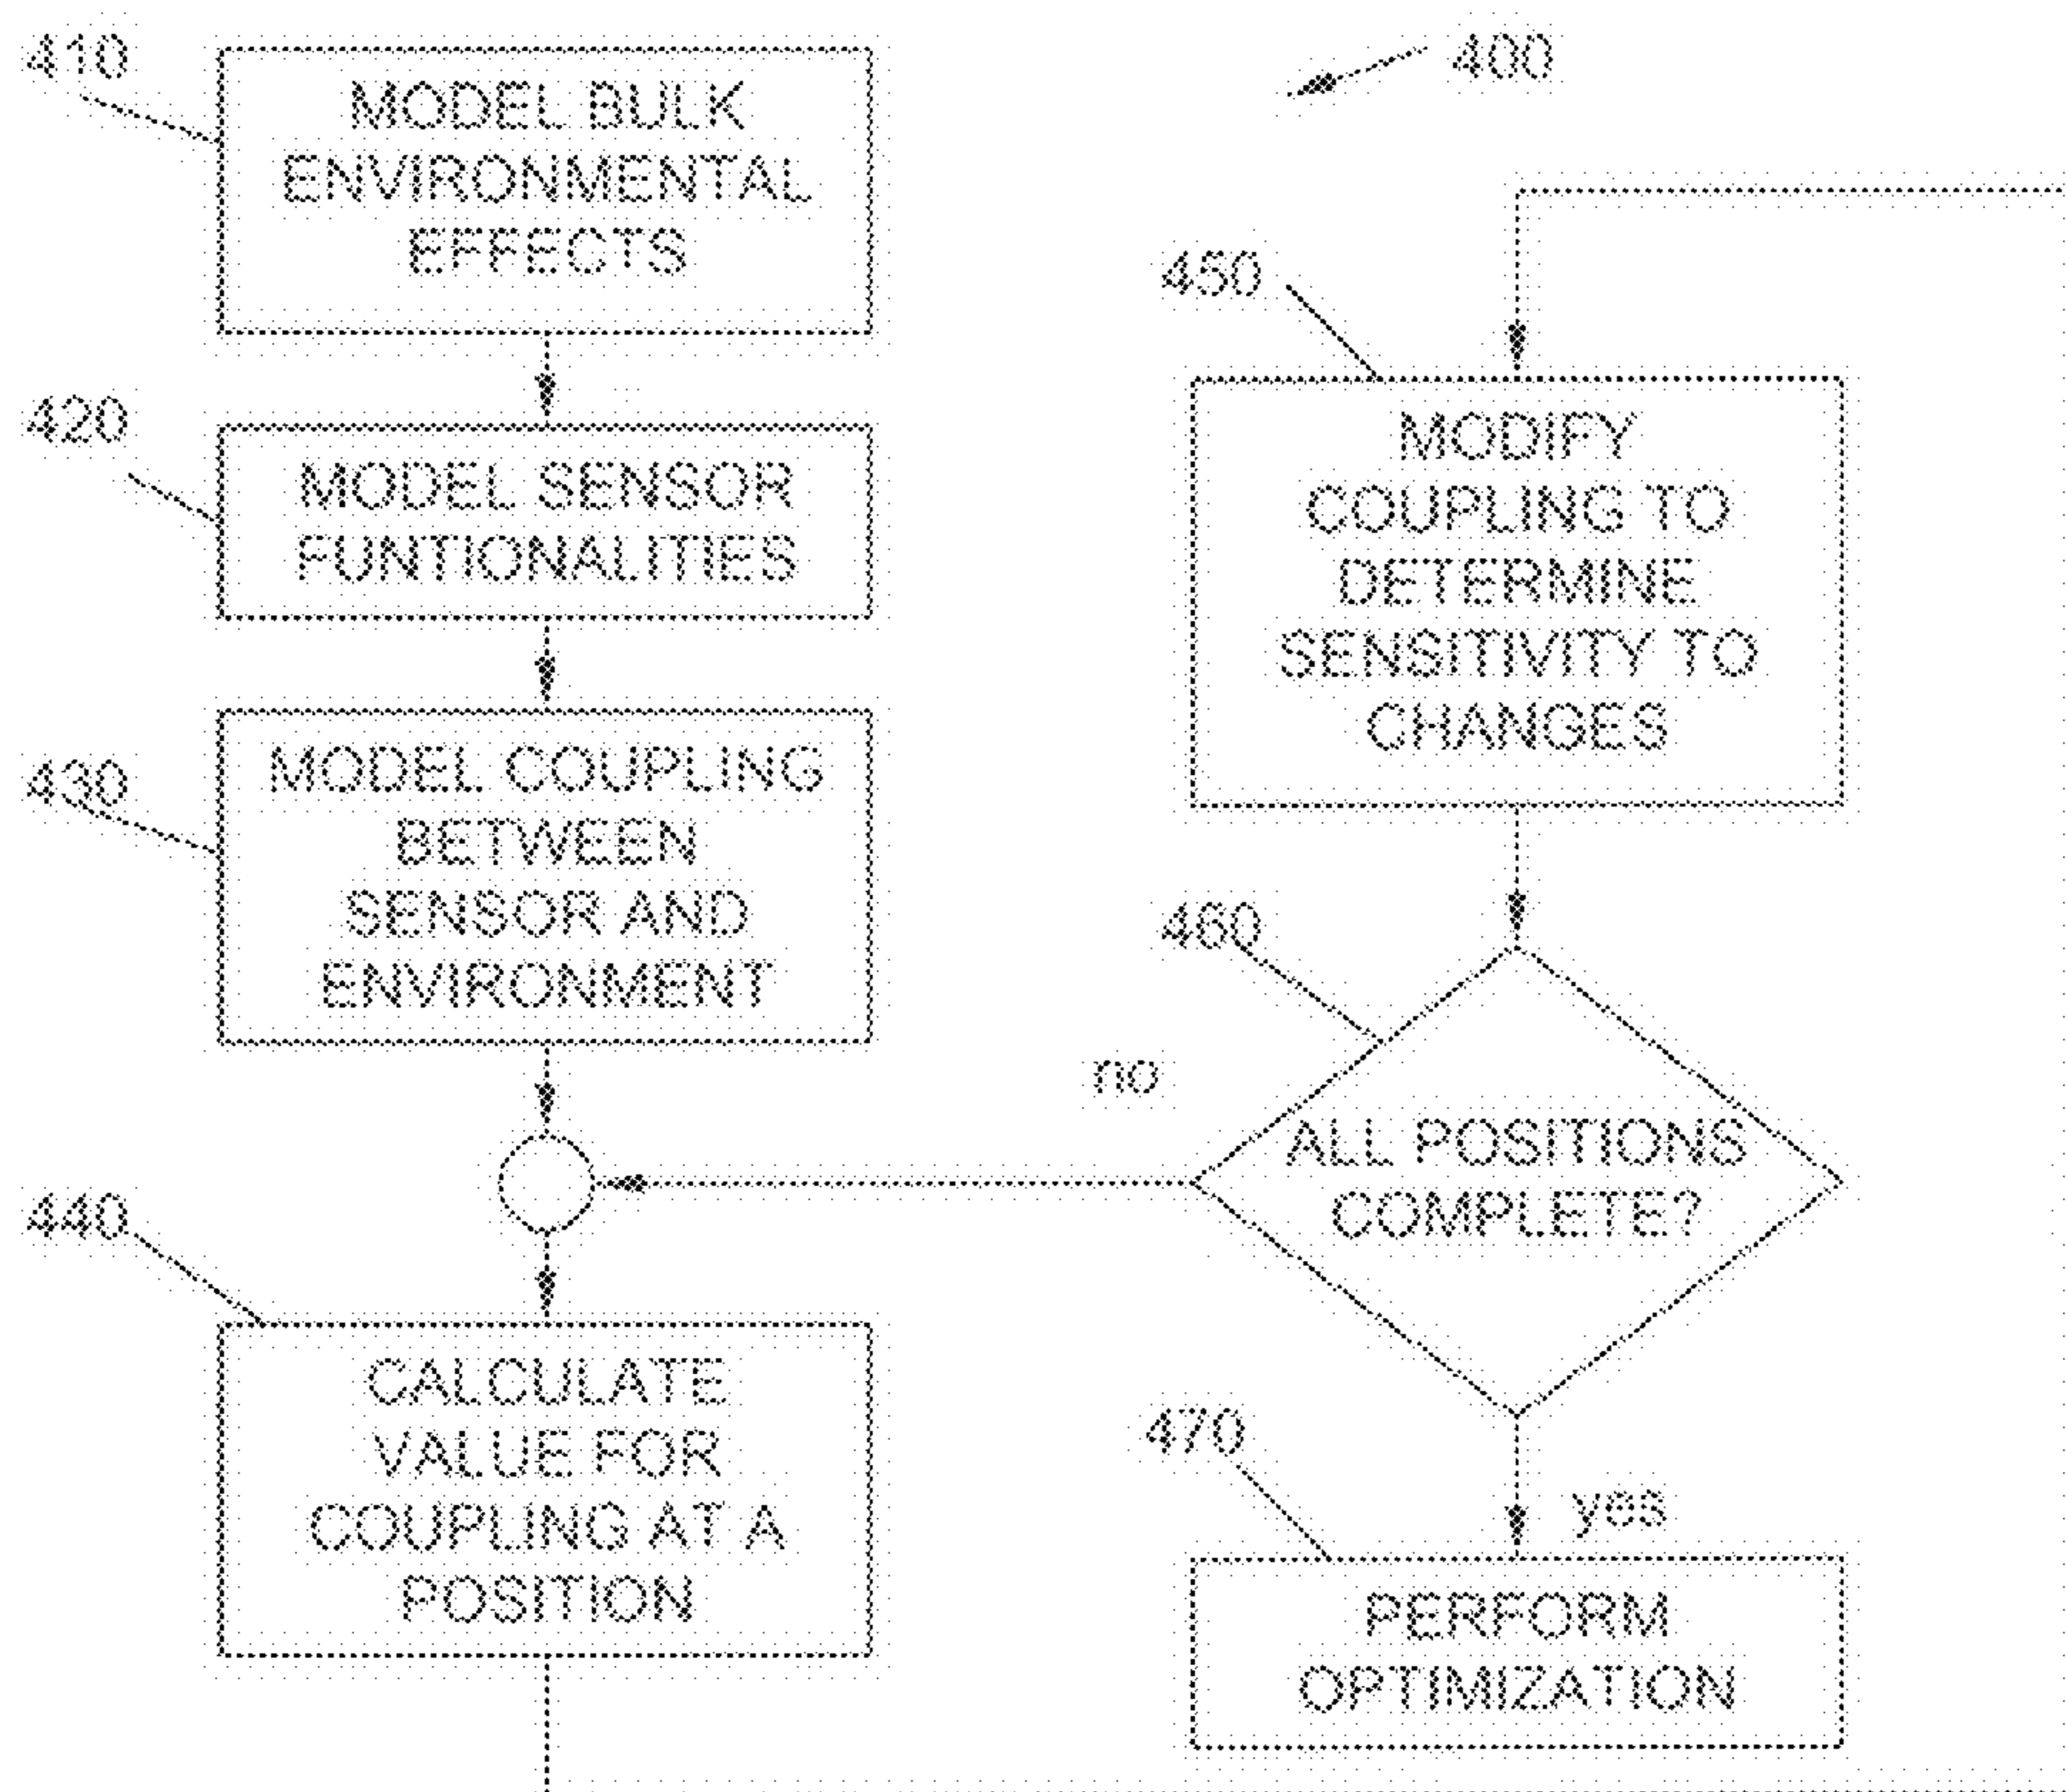 410
MODEL BULK
ENVIRONMENTAL
EFFECTS
420
MODEL SENSOR
FUNTIONALITIES
430
MODEL COUPLING
BETWEEN
SENSOR AND
ENVIRONMENT
440
CALCULATE
VALUE FOR
COUPLING AT A
POSITION
400
450
MODIFY
COUPLING TO
DETERMINE
SENSITIVITY TO
CHANGES
460
no
ALL POSITIONS
COMPLETE?
470
yes
PERFORM
OPTIMIZATION